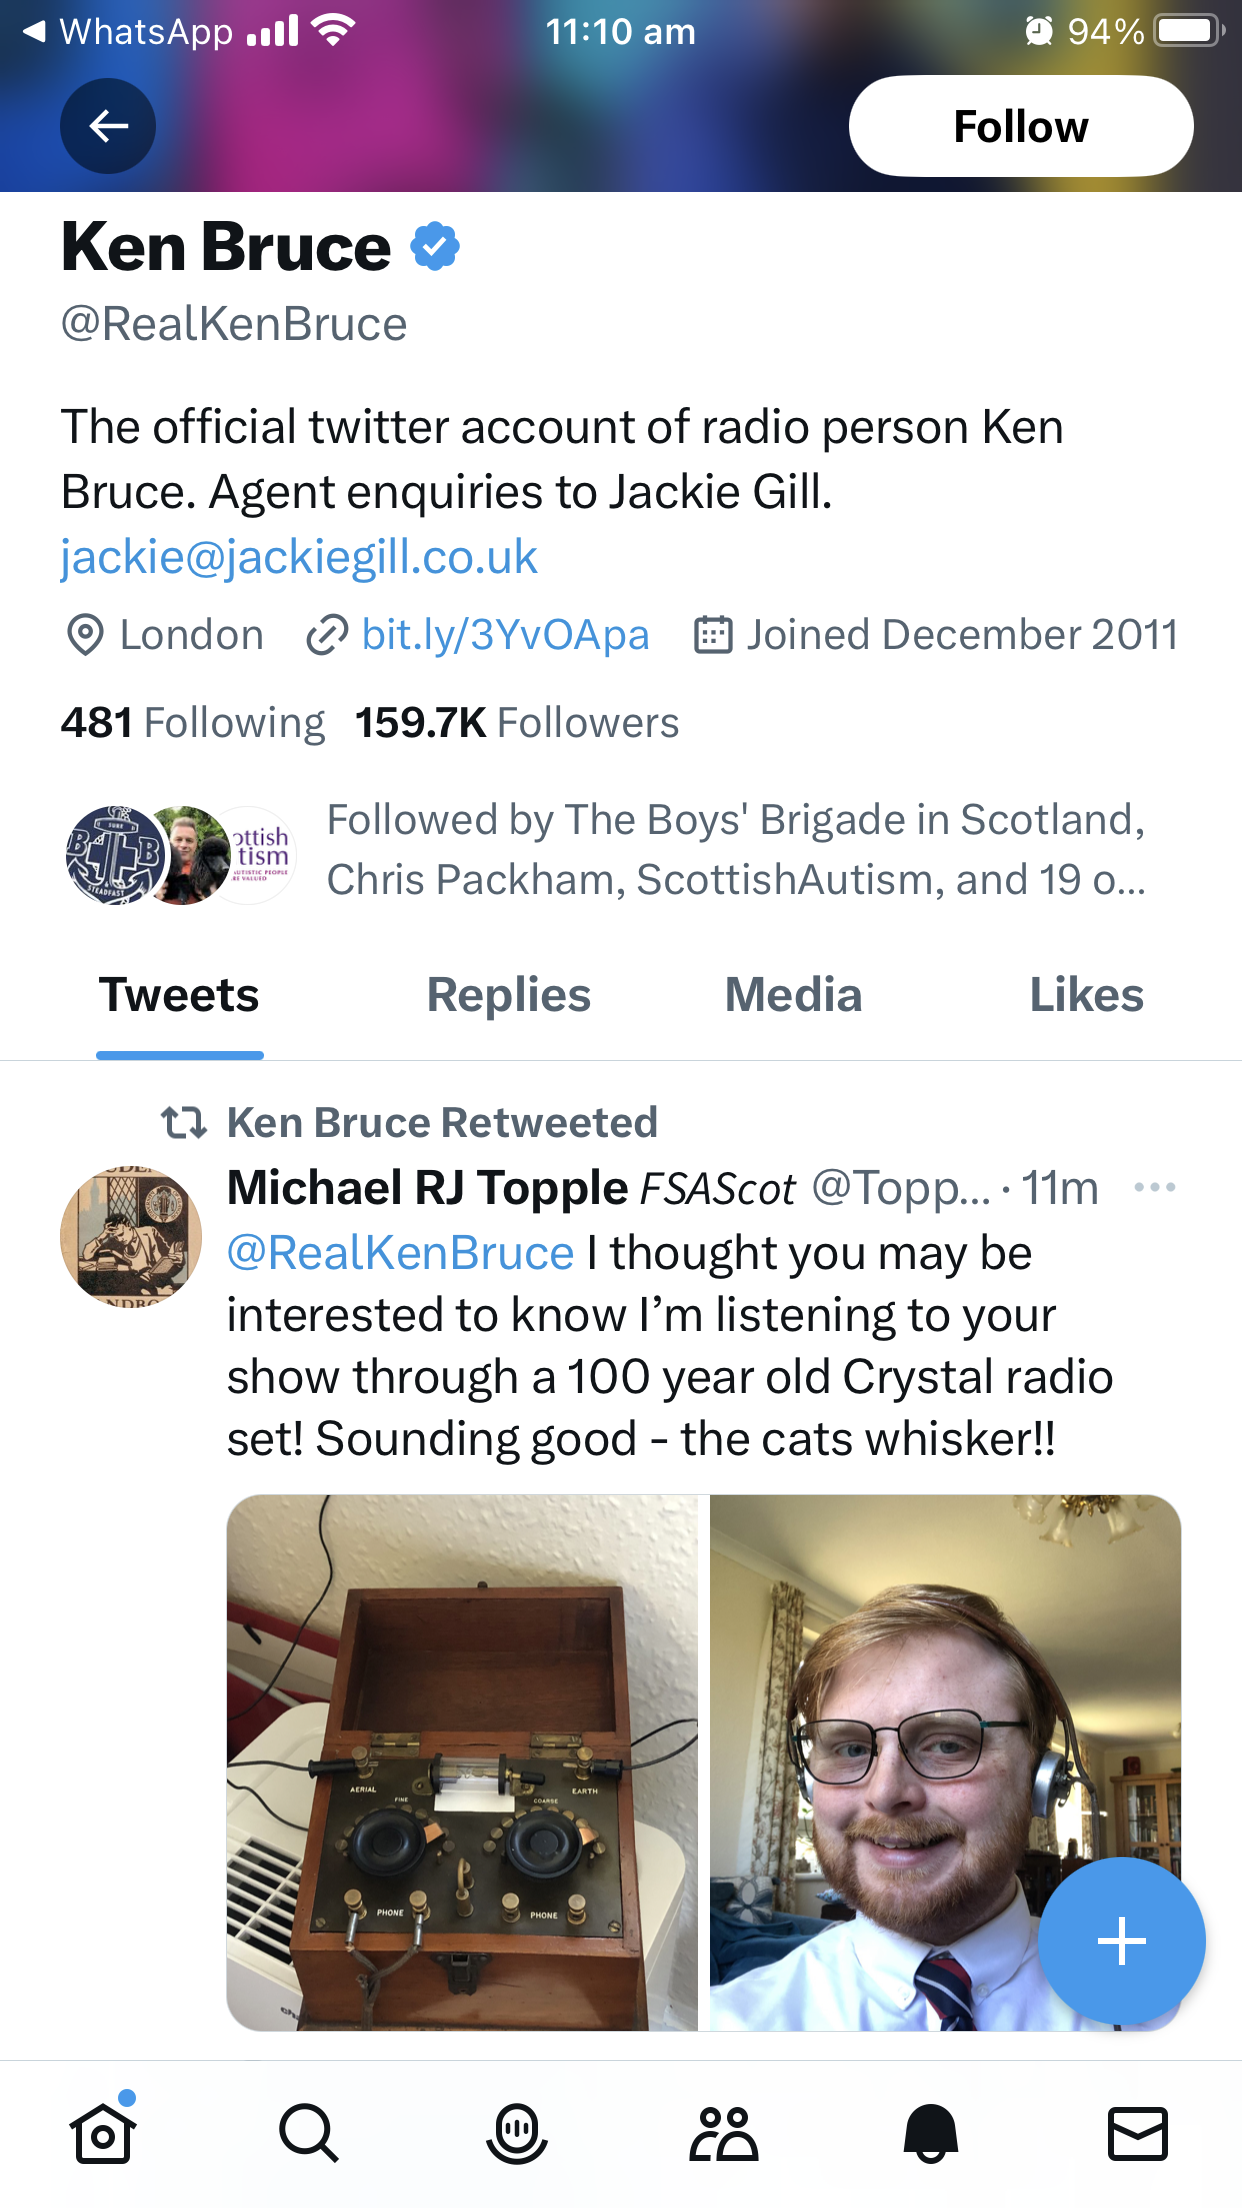 WhatsApp 11:10 am 94%
Follow
Ken Bruce
@RealKenBruce
The official twitter account of radio person Ken
Bruce. Agent enquiries to Jackie Gill.
jackie@jackiegill.co.uk
London bit.ly/3YvOApa Joined December 2011
481 Following 159.7K Followers
SURE
B B
STEADFAST
ottish
tism
Followed by The Boys' Brigade in Scotland,
Chris Packham, ScottishAutism, and 19 o...
Tweets Replies Media Likes
Ken Bruce Retweeted
Michael RJ Topple FSAScot @Topp... · 11m
@RealKenBruce I thought you may be
interested to know I’m listening to your
show through a 100 year old Crystal radio
set! Sounding good - the cats whisker!!
AERIAL EARTH
FINE COARSE
PHONE PHONE